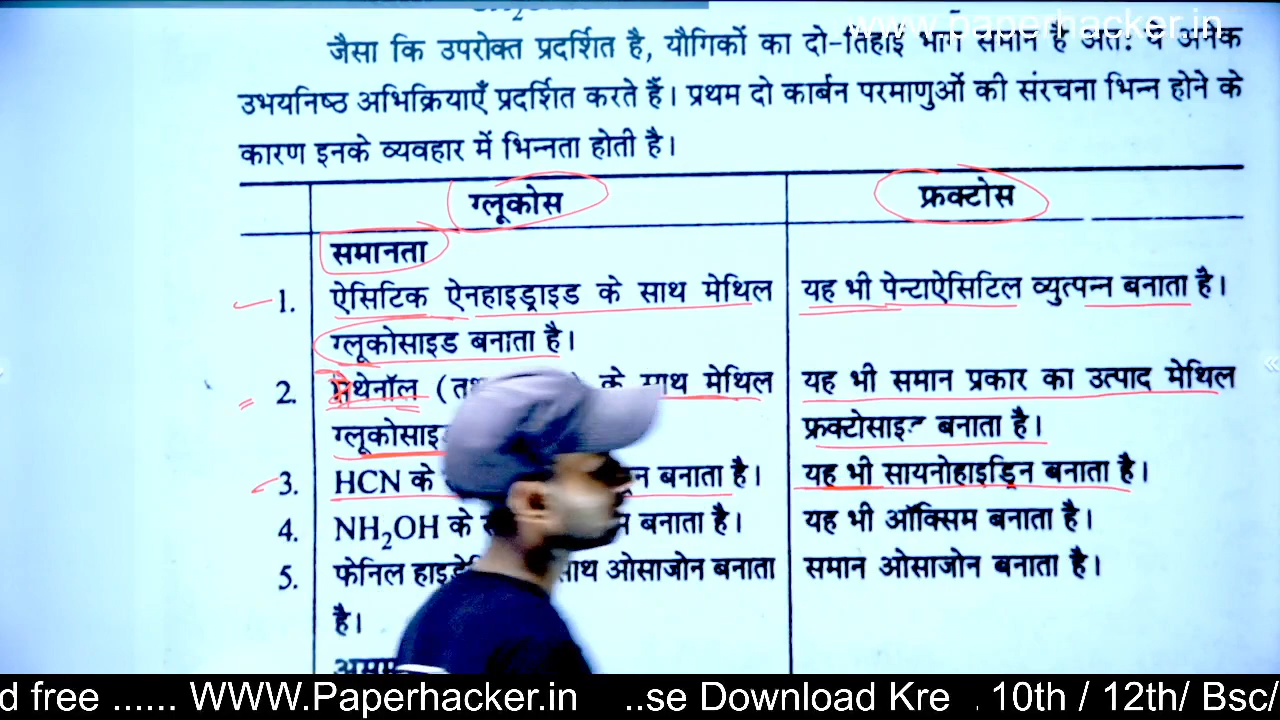 www.paperhacker.in
जैसा कि उपरोक्त प्रदर्शित है, यौगिकों का दो-तिहाई भाग समान है अतः ये अनेक
उभयनिष्ठ अभिक्रियाएँ प्रदर्शित करते हैं। प्रथम दो कार्बन परमाणुओं की संरचना भिन्न होने के
कारण इनके व्यवहार में भिन्नता होती है।
ग्लूकोस फ्रक्टोस
समानता
1. ऐसिटिक ऐनहाइड्राइड के साथ मेथिल यह भी पेन्टाऐसिटिल व्युत्पन्न बनाता है।
ग्लूकोसाइड बनाता है।
2. मेथेनॉल के साथ मेथिल यह भी समान प्रकार का उत्पाद मेथिल
बनाता है।
3. HCN के बनाता है। यह भी सायनोहाइड्रिन बनाता है।
4. NH₂OH के बनाता है। यह भी ऑक्सिम बनाता है।
5. फेनिल साथ ओसाजोन बनाता समान ओसाजोन बनाता है।
है।
d free ...... WWW.Paperhacker.in ..se Download Kre . 10th / 12th/ Bsc/